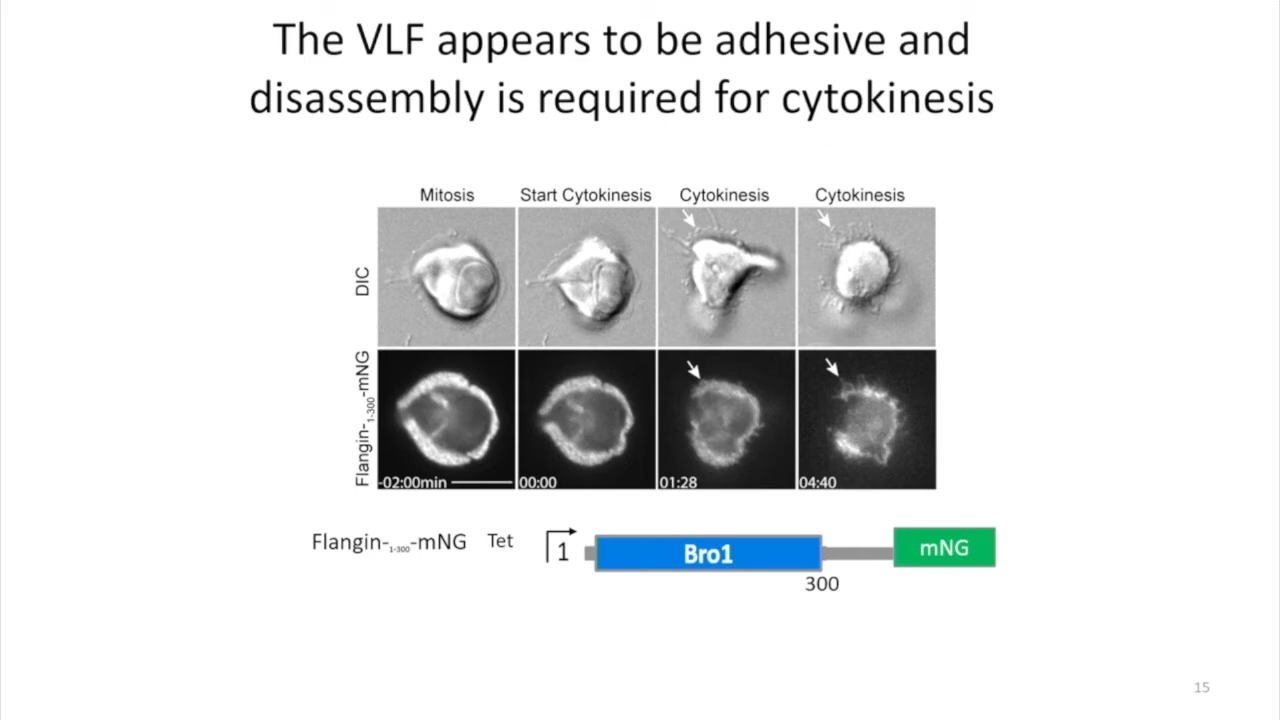 The VLF appears to be adhesive and
disassembly is required for cytokinesis
Mitosis
Start Cytokinesis
Cytokinesis
Cytokinesis
DIC
Flangin-1-300-mNG
-02:00min
00:00
01:28
04:40
Flangin-1-300-mNG
Tet
1
Bro1
mNG
300
15